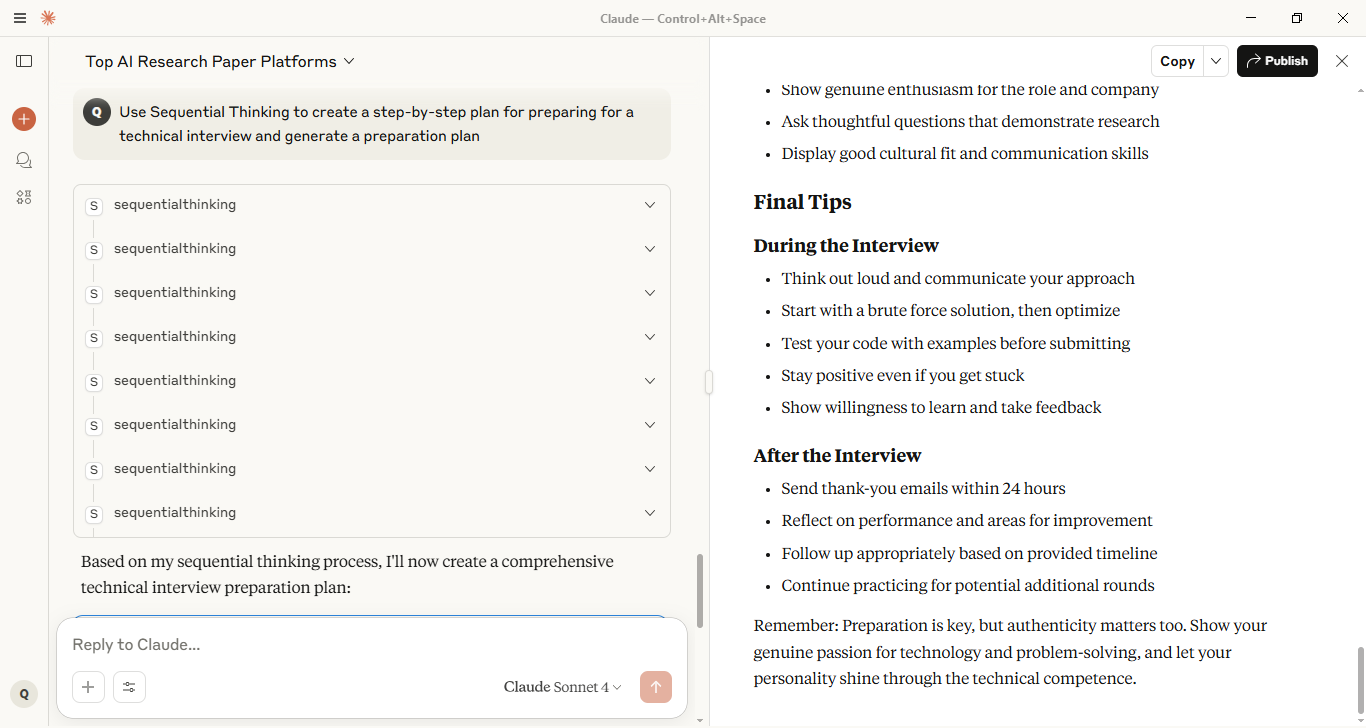 Claude — Control+Alt+Space
Top AI Research Paper Platforms
Q
Use Sequential Thinking to create a step-by-step plan for preparing for a
technical interview and generate a preparation plan
S sequentialthinking
S sequentialthinking
S sequentialthinking
S sequentialthinking
S sequentialthinking
S sequentialthinking
S sequentialthinking
S sequentialthinking
Based on my sequential thinking process, I'll now create a comprehensive
technical interview preparation plan:
Reply to Claude...
Claude Sonnet 4
Q
Copy
Publish
• Show genuine enthusiasm for the role and company
• Ask thoughtful questions that demonstrate research
• Display good cultural fit and communication skills
Final Tips
During the Interview
• Think out loud and communicate your approach
• Start with a brute force solution, then optimize
• Test your code with examples before submitting
• Stay positive even if you get stuck
• Show willingness to learn and take feedback
After the Interview
• Send thank-you emails within 24 hours
• Reflect on performance and areas for improvement
• Follow up appropriately based on provided timeline
• Continue practicing for potential additional rounds
Remember: Preparation is key, but authenticity matters too. Show your
genuine passion for technology and problem-solving, and let your
personality shine through the technical competence.